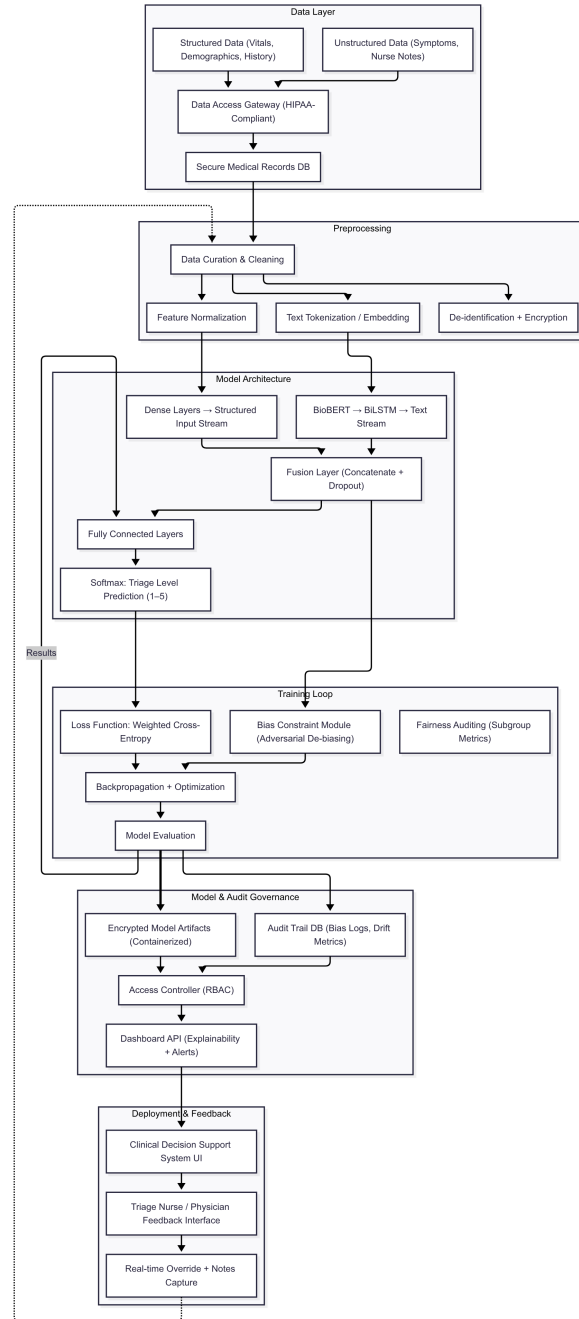 Data Layer
Structured Data (Vitals,
Demographics, History)
Unstructured Data (Symptoms,
Nurse Notes)
Data Access Gateway (HIPAA-
Compliant)
Secure Medical Records DB
Preprocessing
Data Curation & Cleaning
Feature Normalization
Text Tokenization / Embedding
De-identification + Encryption
Model Architecture
Dense Layers → Structured
Input Stream
BioBERT → BiLSTM → Text
Stream
Fusion Layer (Concatenate +
Dropout)
Fully Connected Layers
Softmax: Triage Level
Prediction (1–5)
Results
Training Loop
Loss Function: Weighted Cross-
Entropy
Bias Constraint Module
(Adversarial De-biasing)
Fairness Auditing (Subgroup
Metrics)
Backpropagation + Optimization
Model Evaluation
Model & Audit Governance
Encrypted Model Artifacts
(Containerized)
Audit Trail DB (Bias Logs, Drift
Metrics)
Access Controller (RBAC)
Dashboard API (Explainability
+ Alerts)
Deployment & Feedback
Clinical Decision Support
System UI
Triage Nurse / Physician
Feedback Interface
Real-time Override + Notes
Capture